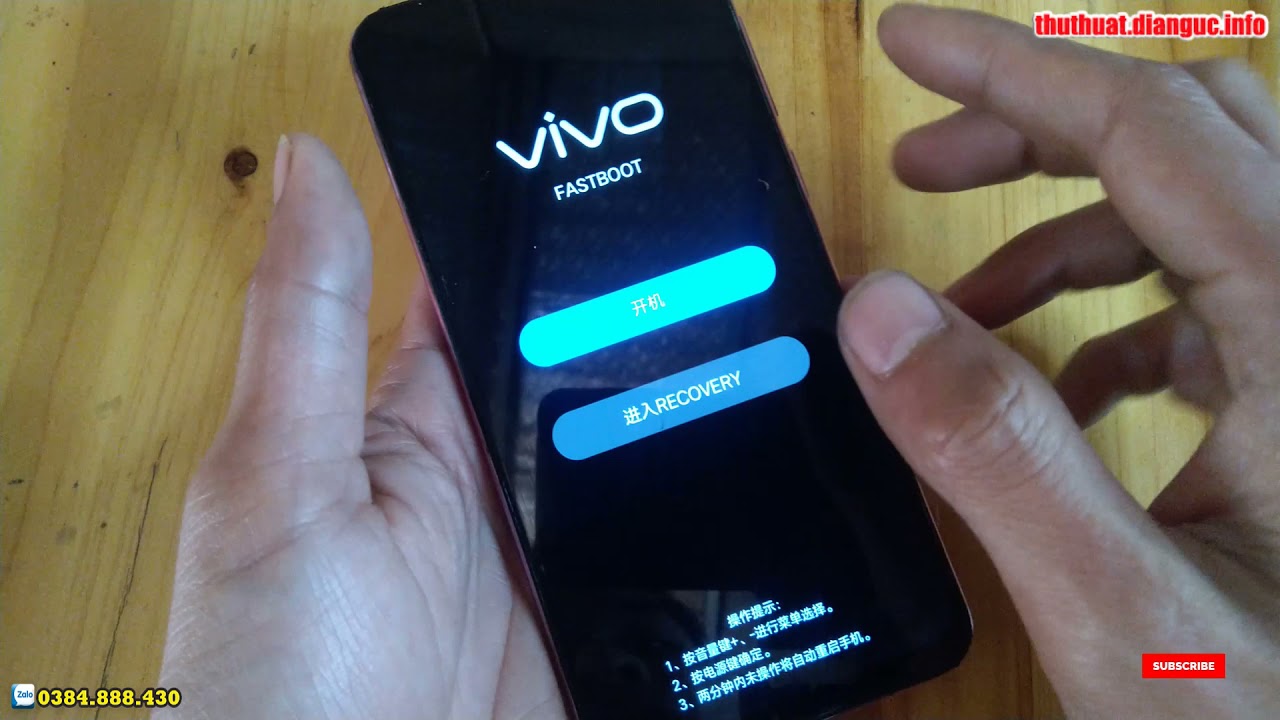 thuthuat.dianguc.info
vivo
FASTBOOT
开机
进入RECOVERY
操作提示:
1、按音量键+、-进行菜单选择。
2、按电源键确定。
3、两分钟内未操作将自动重启手机。
SUBSCRIBE
Zalo
0384.888.430